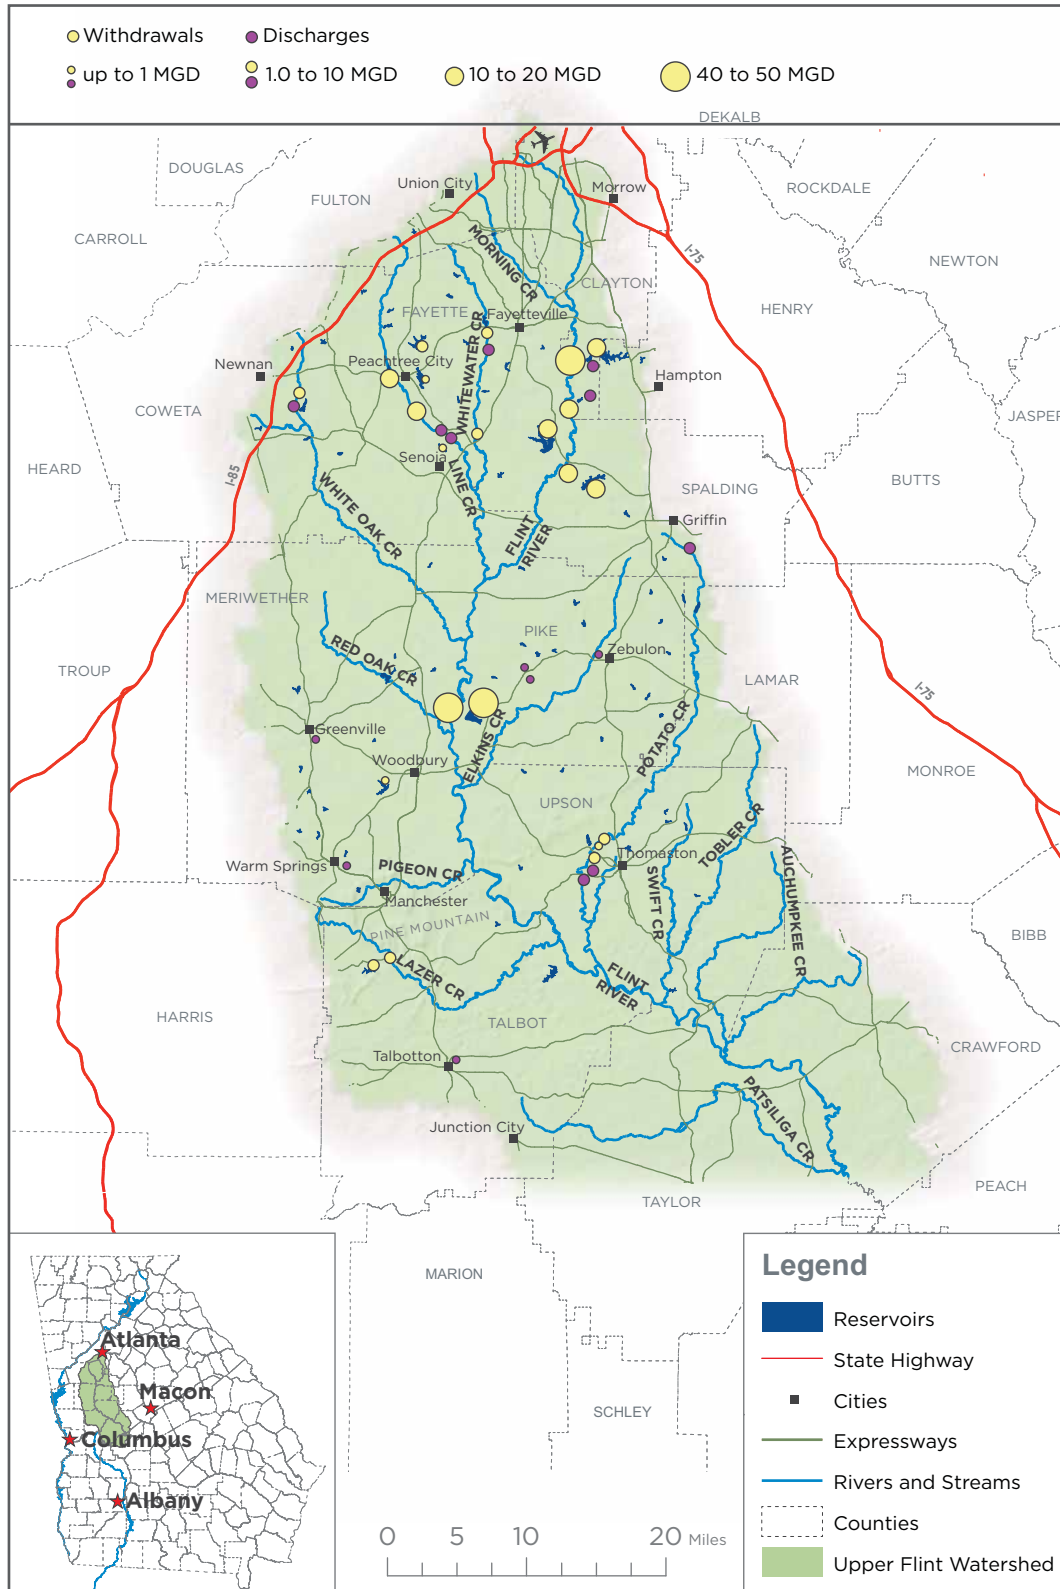 Withdrawals
Discharges
up to 1 MGD
1.0 to 10 MGD
10 to 20 MGD
40 to 50 MGD
DEKALB
DOUGLAS
Union City
Morrow
ROCKDALE
FULTON
CARROLL
I-75
NEWTON
MORNING CR
CLAYTON
HENRY
FAYETTE
Fayetteville
WHITEWATER CR
Newnan
Peachtree City
Hampton
COWETA
JASPER
HEARD
I-85
Senoia
LINE CR
WHITE OAK CR
SPALDING
BUTTS
FLINT
RIVER
Griffin
MERIWETHER
PIKE
TROUP
RED OAK CR
Zebulon
LAMAR
I-75
Greenville
ELKINS CR
POTATO CR
Woodbury
MONROE
UPSON
TOBLER CR
Warm Springs
PIGEON CR
Thomaston
SWIFT CR
AUCHUMPKEE CR
Manchester
PINE MOUNTAIN
BIBB
LAZER CR
FLINT
RIVER
HARRIS
TALBOT
CRAWFORD
Talbotton
PATSILIGA CR
Junction City
PEACH
TAYLOR
MARION
SCHLEY
Atlanta
Macon
Columbus
Albany
0 5 10 20 Miles
Legend
Reservoirs
State Highway
Cities
Expressways
Rivers and Streams
Counties
Upper Flint Watershed